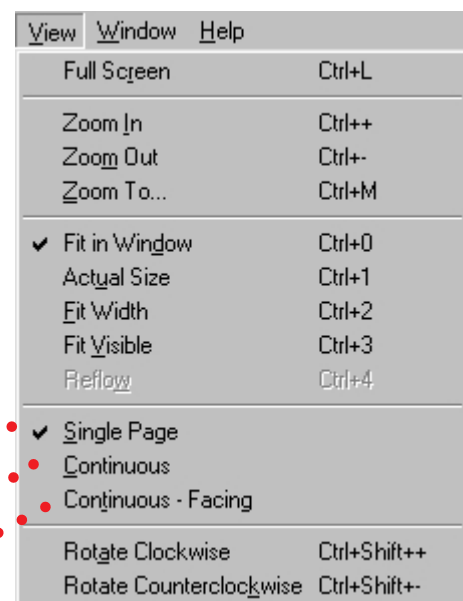 View Window Help
Full Screen Ctrl+L
Zoom In Ctrl++
Zoom Out Ctrl+-
Zoom To... Ctrl+M
Fit in Window Ctrl+0
Actual Size Ctrl+1
Fit Width Ctrl+2
Fit Visible Ctrl+3
Reflow Ctrl+4
Single Page
Continuous
Continuous - Facing
Rotate Clockwise Ctrl+Shift++
Rotate Counterclockwise Ctrl+Shift+-